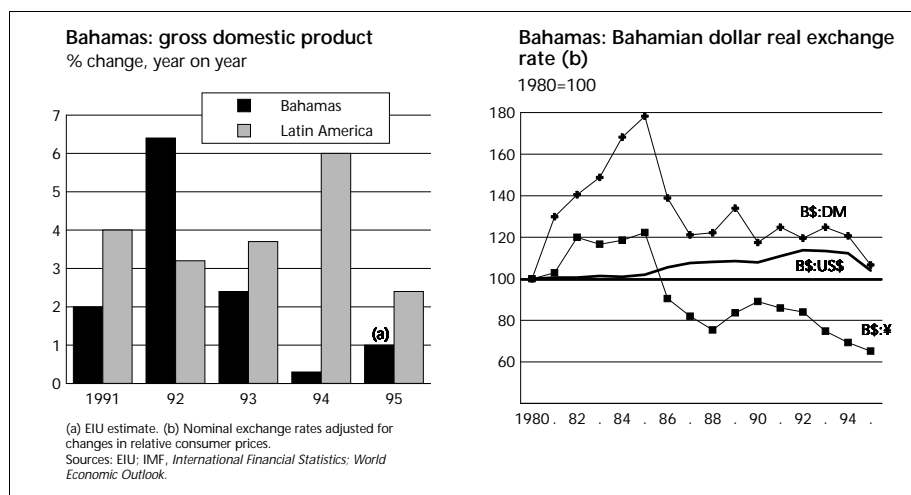 Bahamas: gross domestic product
% change, year on year
Bahamas
Latin America
7
6
5
4
3
2
1
0
(a)
1991 92 93 94 95
(a) EIU estimate. (b) Nominal exchange rates adjusted for
changes in relative consumer prices.
Sources: EIU; IMF, International Financial Statistics; World
Economic Outlook.
Bahamas: Bahamian dollar real exchange
rate (b)
1980=100
180
160
140
120
100
80
60
B$:DM
B$:US$
B$:¥
1980 . 82 . 84 . 86 . 88 . 90 . 92 . 94 .